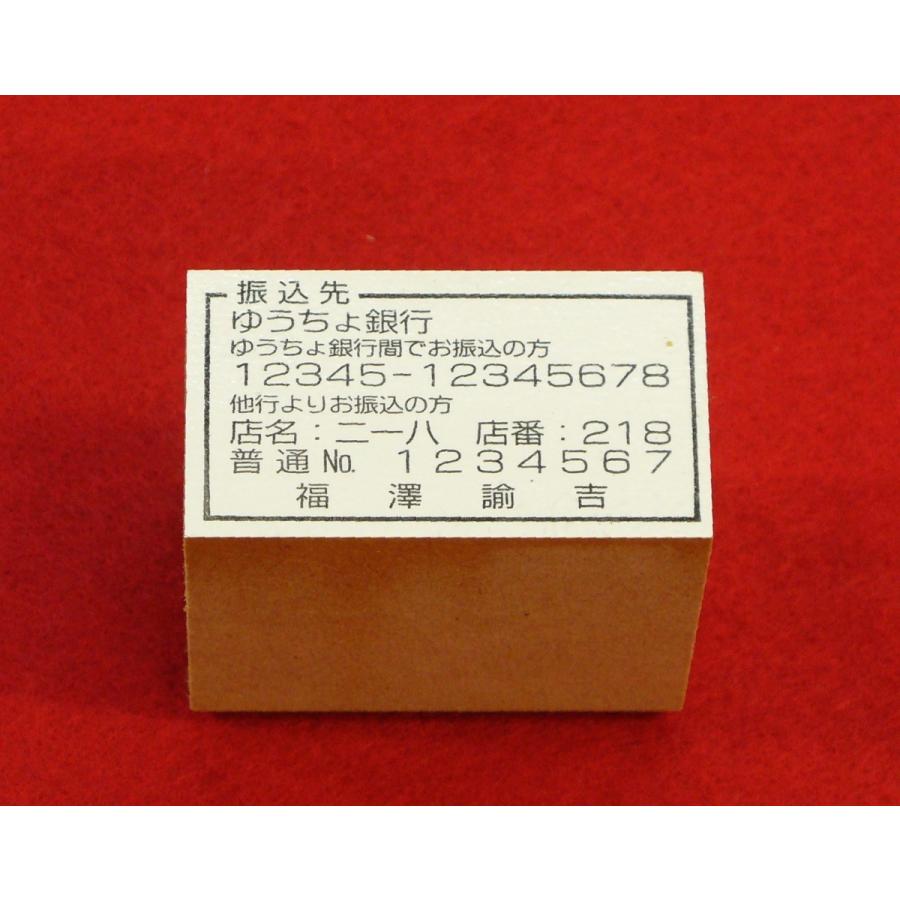 振込先
ゆうちょ銀行
ゆうちょ銀行間でお振込の方
12345-12345678
他行よりお振込の方
店名：二一八　店番：218
普通№　1234567
福澤諭吉